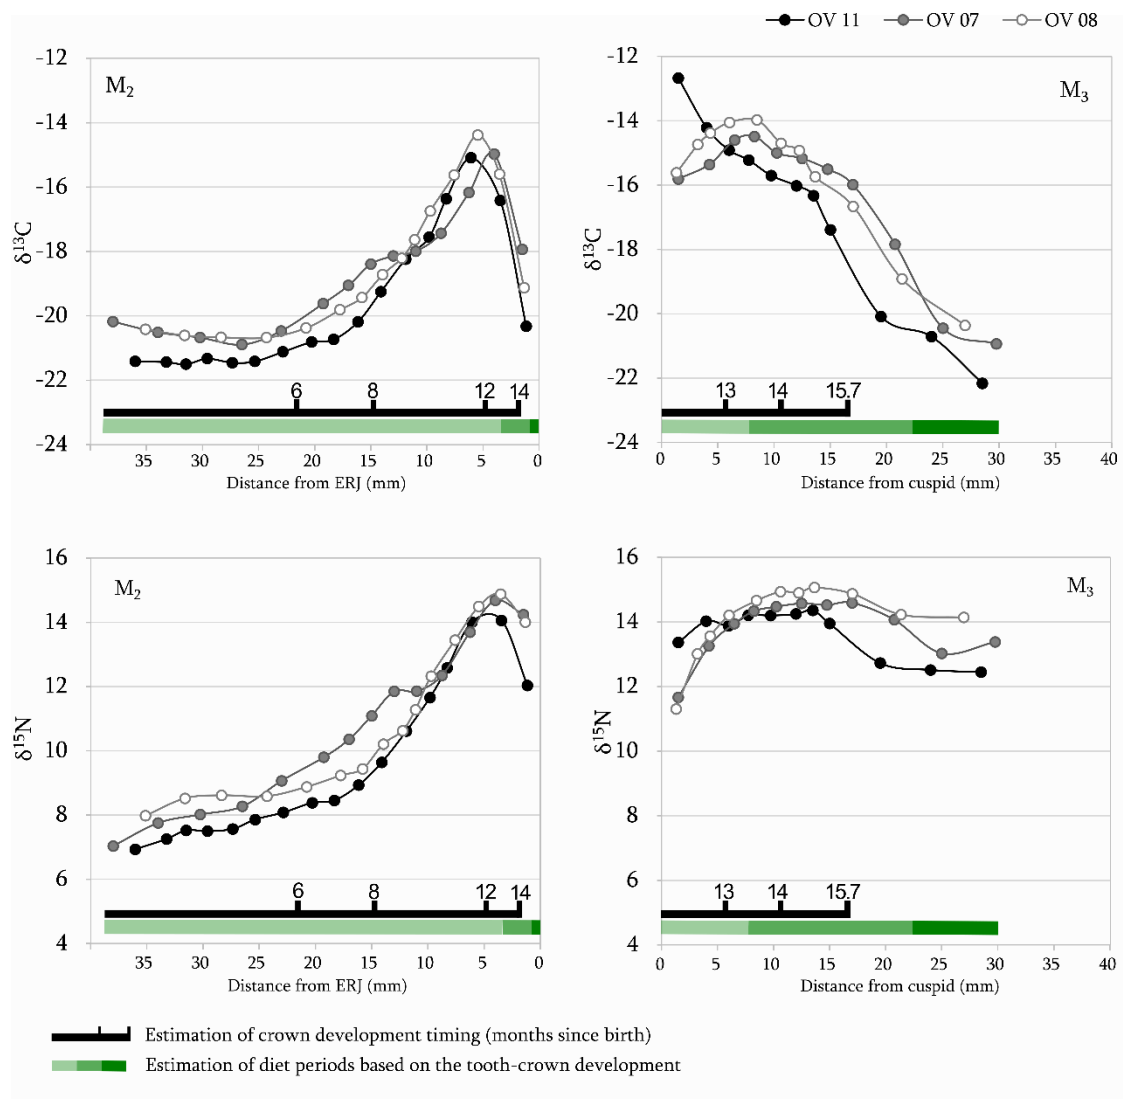 OV 11 OV 07 OV 08
-12
-14
-16
-18
-20
-22
-24
δ13C
M2
6 8 12 14
35 30 25 20 15 10 5 0
Distance from ERJ (mm)
-12
-14
-16
-18
-20
-22
-24
δ13C
M3
13 14 15.7
0 5 10 15 20 25 30 35 40
Distance from cuspid (mm)
16
14
12
10
8
6
4
δ15N
M2
6 8 12 14
35 30 25 20 15 10 5 0
Distance from ERJ (mm)
16
14
12
10
8
6
4
δ15N
M3
13 14 15.7
0 5 10 15 20 25 30 35 40
Distance from cuspid (mm)
Estimation of crown development timing (months since birth)
Estimation of diet periods based on the tooth-crown development